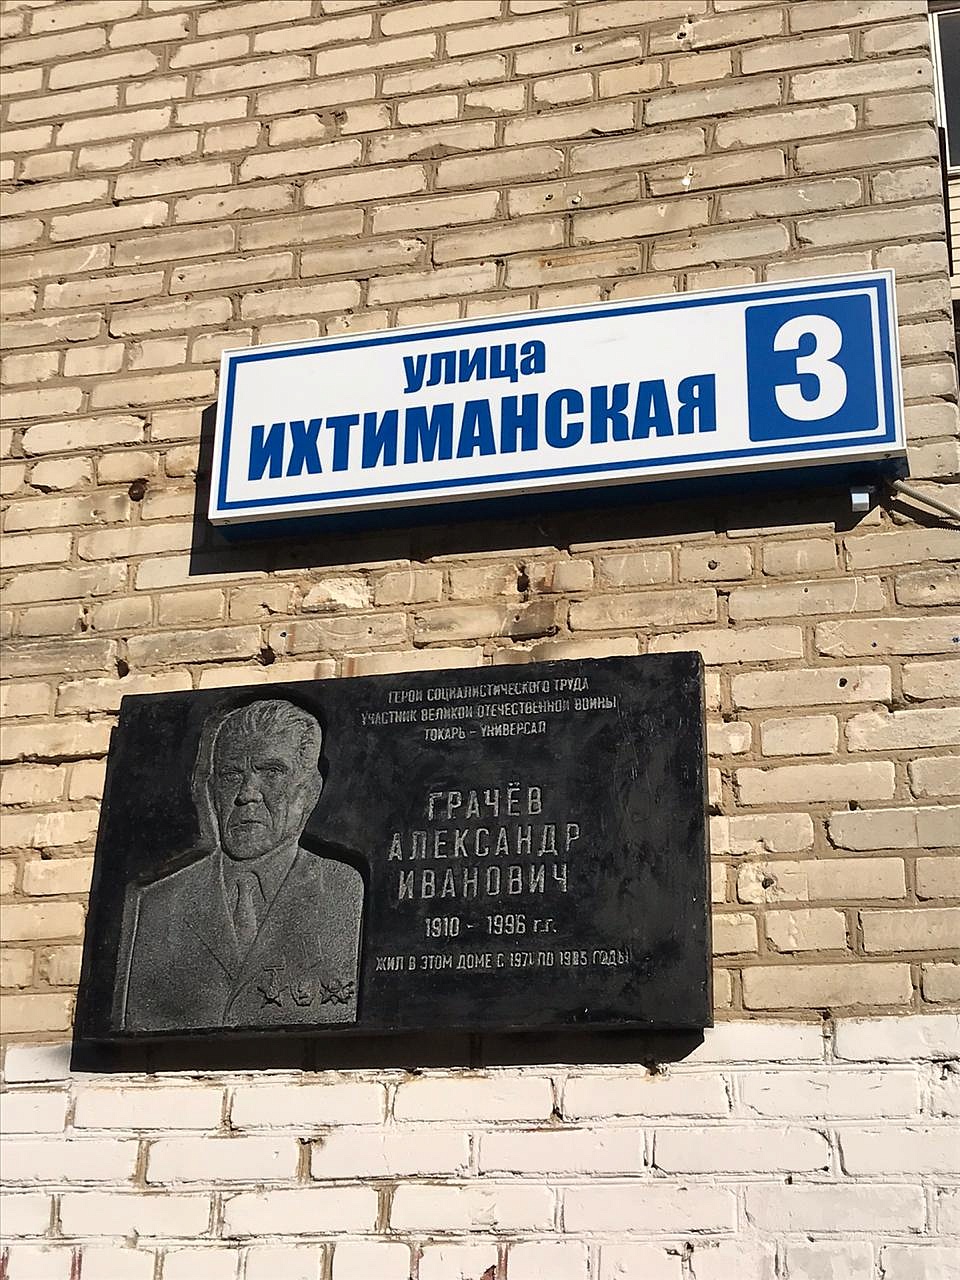 улица
ИХТИМАНСКАЯ
3
ГЕРОЙ СОЦИАЛИСТИЧЕСКОГО ТРУДА
УЧАСТНИК ВЕЛИКОЙ ОТЕЧЕСТВЕННОЙ ВОЙНЫ
ТОКАРЬ - УНИВЕРСАЛ
ГРАЧЁВ
АЛЕКСАНДР
ИВАНОВИЧ
1910 - 1996 г.г.
ЖИЛ В ЭТОМ ДОМЕ С 1971 ПО 1985 ГОДЫ